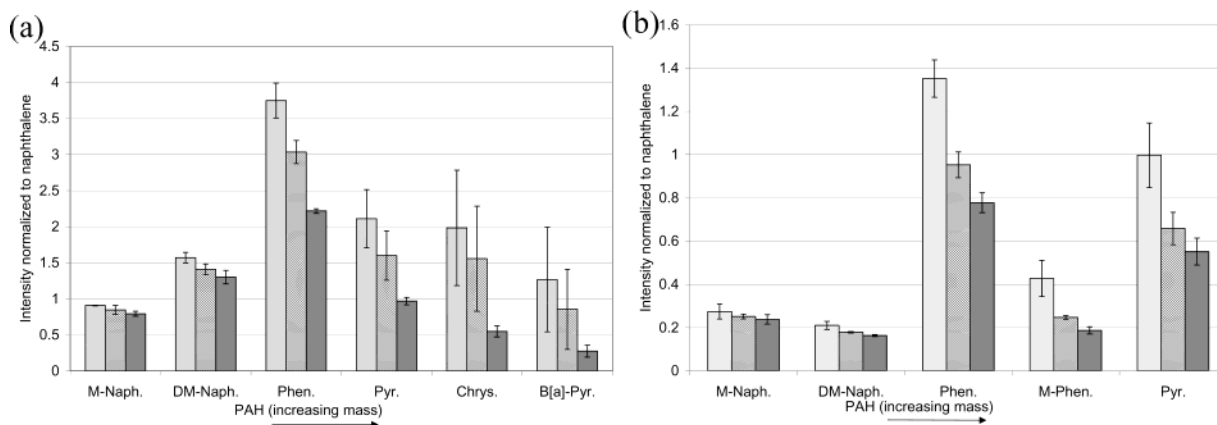 (a)
4.5
4
3.5
3
2.5
2
1.5
1
0.5
0
Intensity normalized to naphthalene
M-Naph. DM-Naph. Phen. Pyr. Chrys. B[a]-Pyr.
PAH (increasing mass)
(b)
1.6
1.4
1.2
1
0.8
0.6
0.4
0.2
0
Intensity normalized to naphthalene
M-Naph. DM-Naph. Phen. M-Phen. Pyr.
PAH (increasing mass)